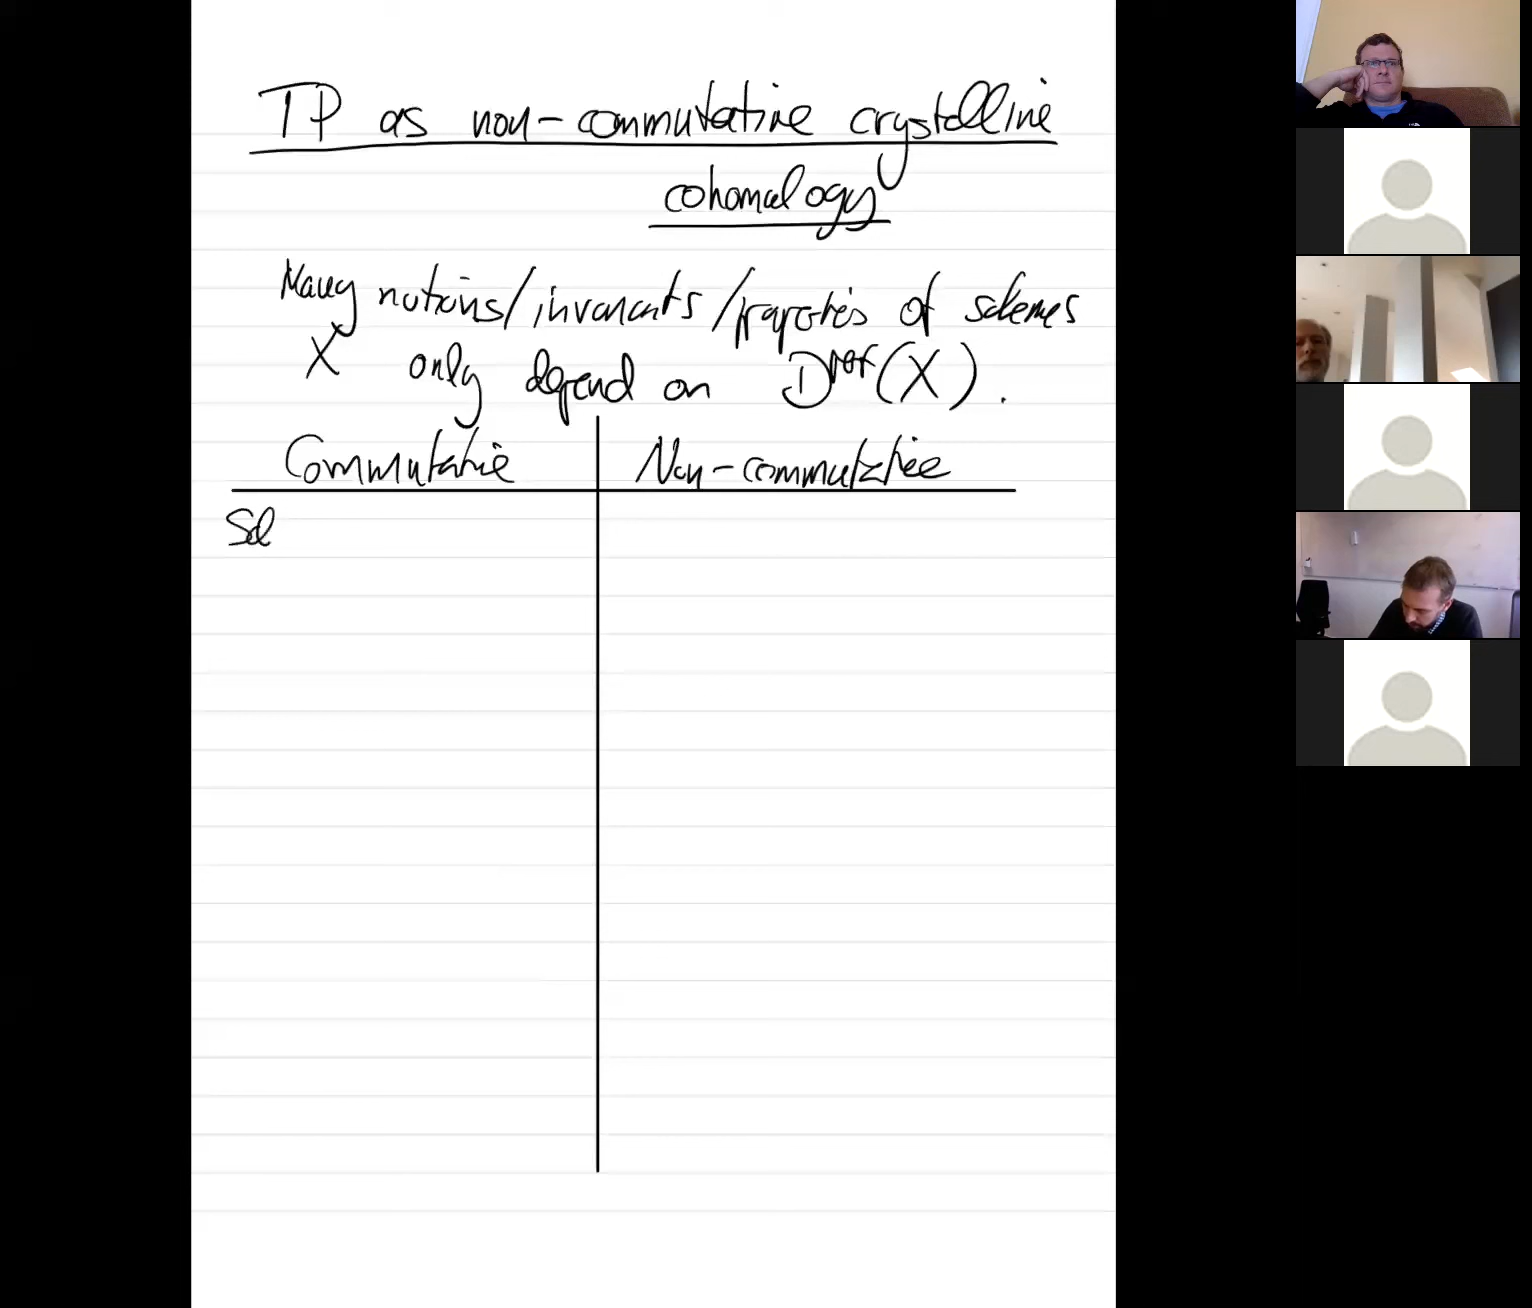 TP as non-commutative crystalline
cohomology
Many notions/invariants/properties of schemes
X only depend on D^perf(X).
Commutative Non-commutative
Sc